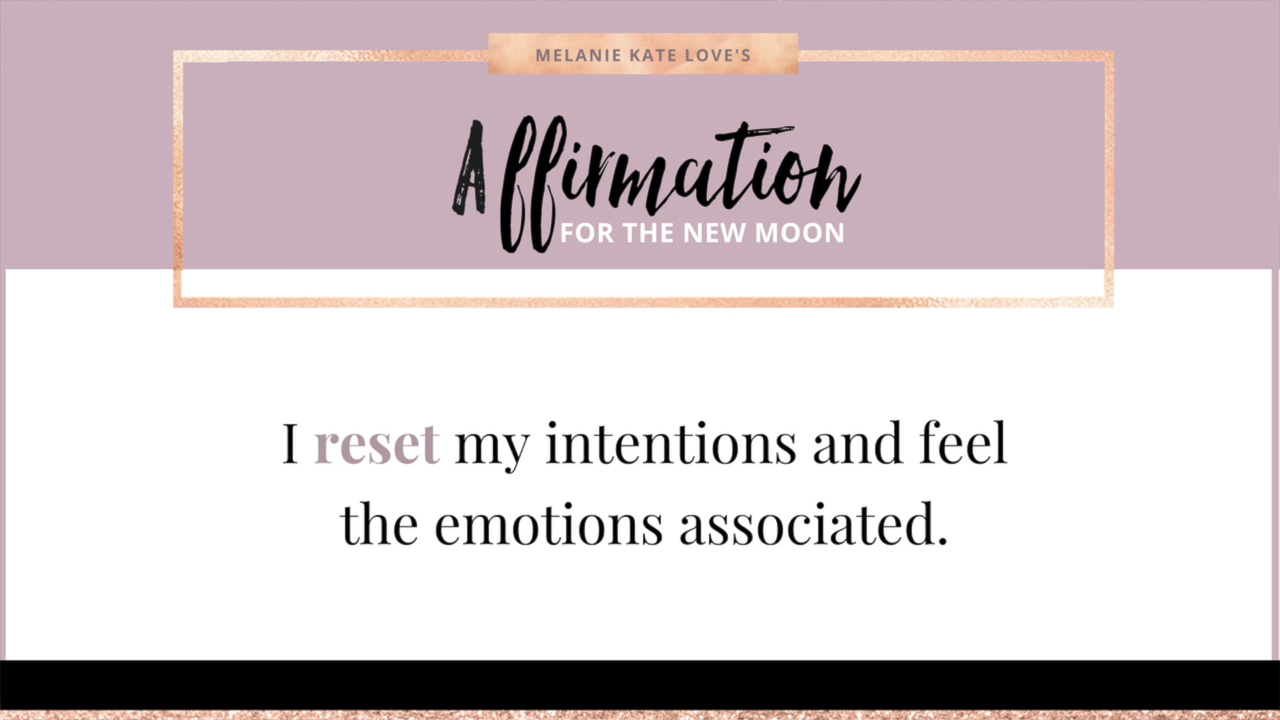 MELANIE KATE LOVE'S
Affirmation
FOR THE NEW MOON
I reset my intentions and feel
the emotions associated.